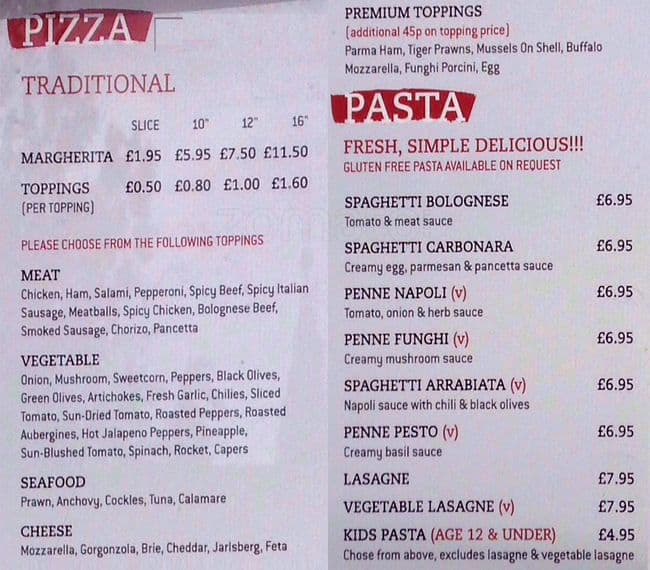 PIZZA
TRADITIONAL
SLICE 10" 12" 16"
MARGHERITA £1.95 £5.95 £7.50 £11.50
TOPPINGS £0.50 £0.80 £1.00 £1.60
(PER TOPPING)
PLEASE CHOOSE FROM THE FOLLOWING TOPPINGS
MEAT
Chicken, Ham, Salami, Pepperoni, Spicy Beef, Spicy Italian
Sausage, Meatballs, Spicy Chicken, Bolognese Beef,
Smoked Sausage, Chorizo, Pancetta
VEGETABLE
Onion, Mushroom, Sweetcorn, Peppers, Black Olives,
Green Olives, Artichokes, Fresh Garlic, Chilies, Sliced
Tomato, Sun-Dried Tomato, Roasted Peppers, Roasted
Aubergines, Hot Jalapeno Peppers, Pineapple,
Sun-Blushed Tomato, Spinach, Rocket, Capers
SEAFOOD
Prawn, Anchovy, Cockles, Tuna, Calamare
CHEESE
Mozzarella, Gorgonzola, Brie, Cheddar, Jarlsberg, Feta
PREMIUM TOPPINGS
(additional 45p on topping price)
Parma Ham, Tiger Prawns, Mussels On Shell, Buffalo
Mozzarella, Funghi Porcini, Egg
PASTA
FRESH, SIMPLE DELICIOUS!!!
GLUTEN FREE PASTA AVAILABLE ON REQUEST
SPAGHETTI BOLOGNESE £6.95
Tomato & meat sauce
SPAGHETTI CARBONARA £6.95
Creamy egg, parmesan & pancetta sauce
PENNE NAPOLI (v) £6.95
Tomato, onion & herb sauce
PENNE FUNGHI (v) £6.95
Creamy mushroom sauce
SPAGHETTI ARRABIATA (v) £6.95
Napoli sauce with chili & black olives
PENNE PESTO (v) £6.95
Creamy basil sauce
LASAGNE £7.95
VEGETABLE LASAGNE (v) £7.95
KIDS PASTA (AGE 12 & UNDER) £4.95
Chose from above, excludes lasagne & vegetable lasagne